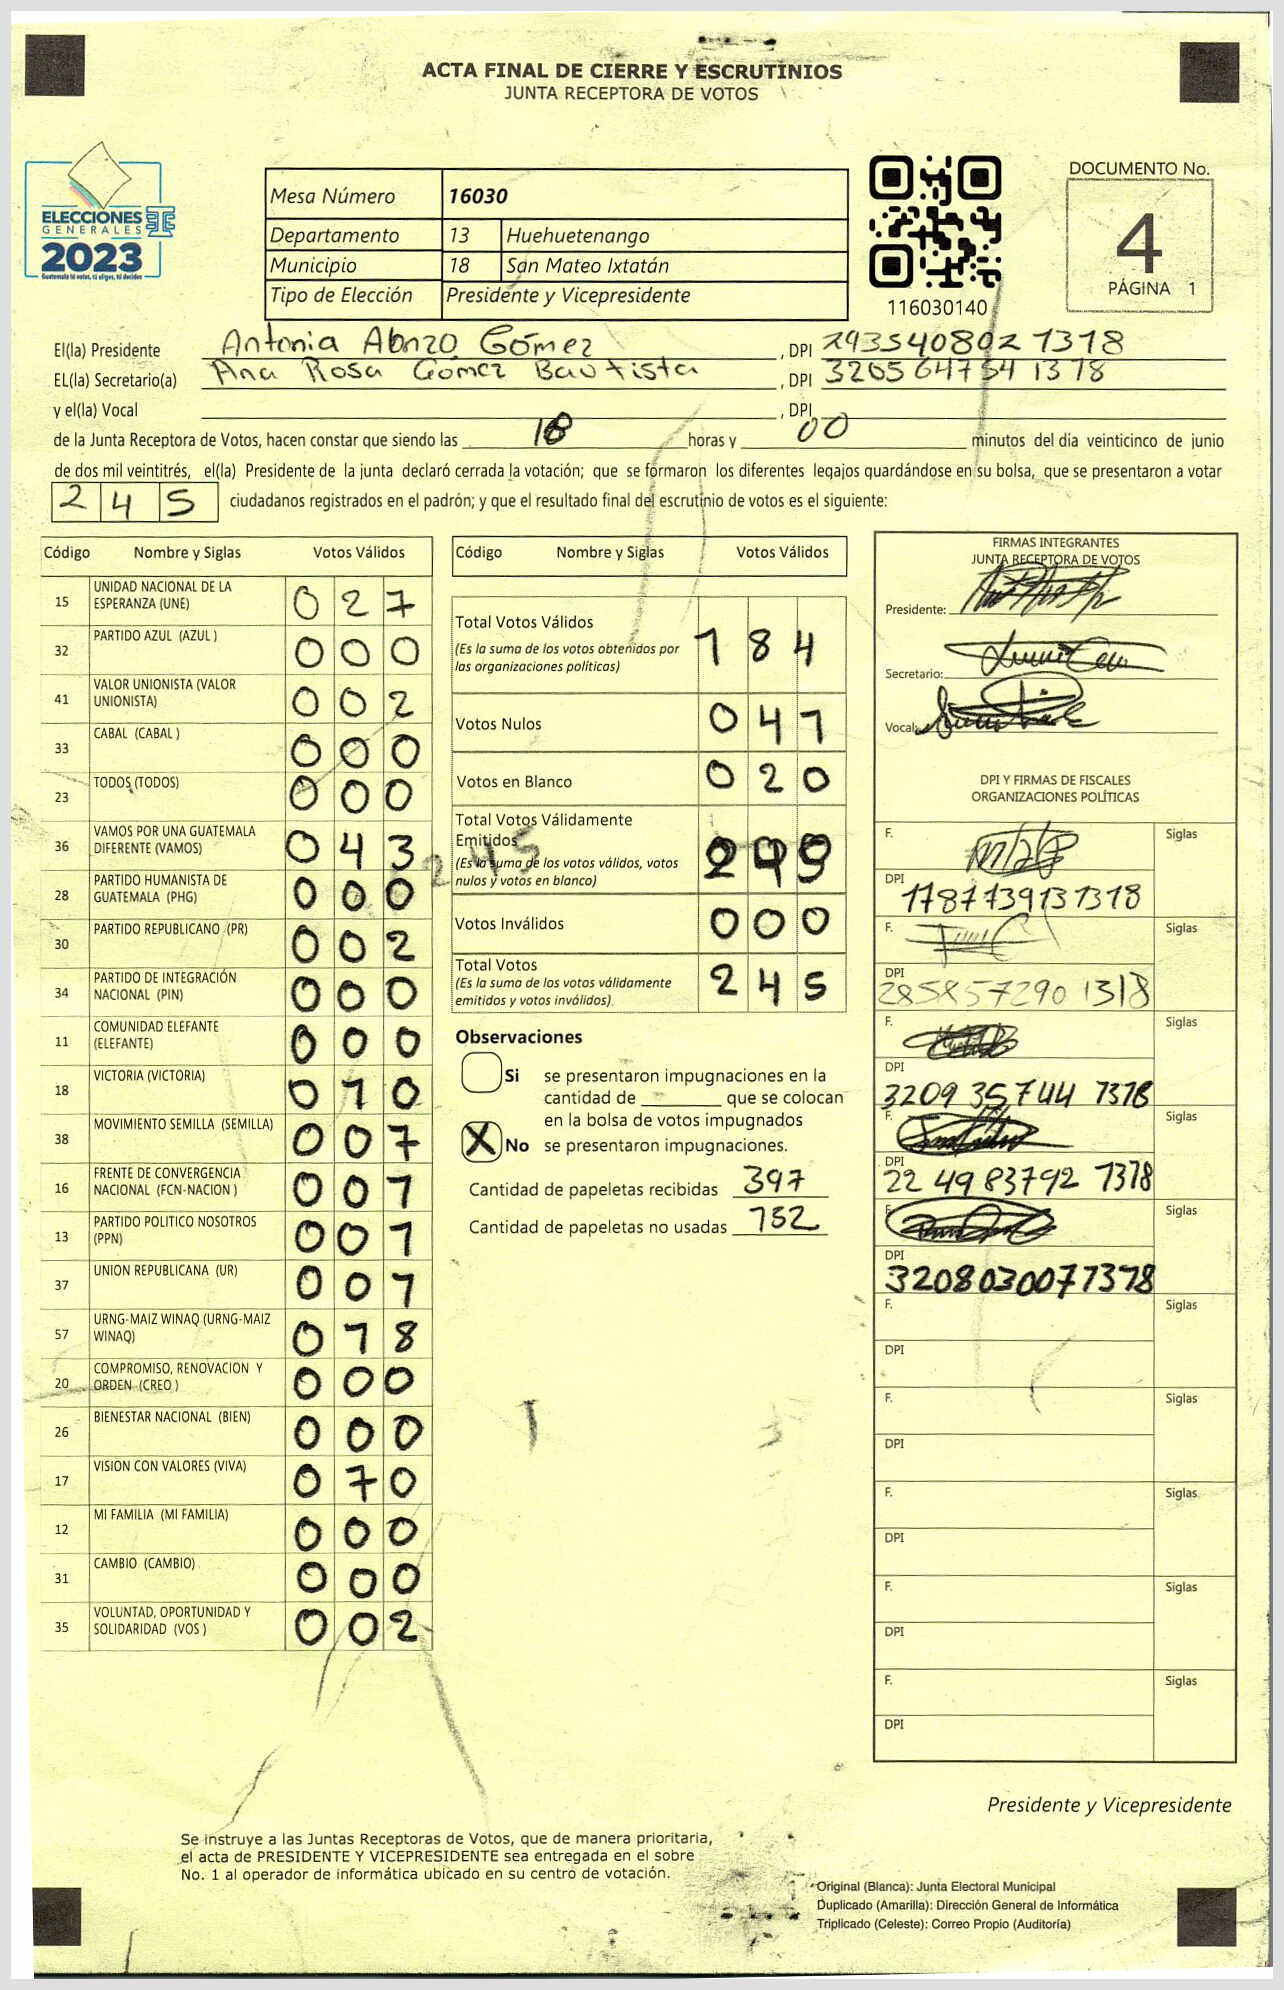 ACTA FINAL DE CIERRE Y ESCRUTINIOS
JUNTA RECEPTORA DE VOTOS
ELECCIONES
GENERALES
2023
Guatemala tú votas, tú eliges, tú decides
Mesa Número 16030
Departamento 13 Huehuetenango
Municipio 18 San Mateo Ixtatán
Tipo de Elección Presidente y Vicepresidente
116030140
DOCUMENTO No.
4
PÁGINA 1
El(la) Presidente Antonia Alonzo Gómez , DPI 2935408021318
EL(la) Secretario(a) Ana Rosa Gómez Bautista , DPI 3205647541318
y el(la) Vocal , DPI
de la Junta Receptora de Votos, hacen constar que siendo las 18 horas y 00 minutos del día veinticinco de junio
de dos mil veintitrés, el(la) Presidente de la junta declaró cerrada la votación; que se formaron los diferentes legajos guardándose en su bolsa, que se presentaron a votar
245 ciudadanos registrados en el padrón; y que el resultado final del escrutinio de votos es el siguiente:
Código Nombre y Siglas Votos Válidos
15 UNIDAD NACIONAL DE LA ESPERANZA (UNE) 027
32 PARTIDO AZUL (AZUL ) 000
41 VALOR UNIONISTA (VALOR UNIONISTA) 002
33 CABAL (CABAL ) 000
23 TODOS (TODOS) 000
36 VAMOS POR UNA GUATEMALA DIFERENTE (VAMOS) 043
28 PARTIDO HUMANISTA DE GUATEMALA (PHG) 000
30 PARTIDO REPUBLICANO (PR) 002
34 PARTIDO DE INTEGRACIÓN NACIONAL (PIN) 000
11 COMUNIDAD ELEFANTE (ELEFANTE) 000
18 VICTORIA (VICTORIA) 010
38 MOVIMIENTO SEMILLA (SEMILLA) 007
16 FRENTE DE CONVERGENCIA NACIONAL (FCN-NACION ) 001
13 PARTIDO POLITICO NOSOTROS (PPN) 001
37 UNION REPUBLICANA (UR) 001
57 URNG-MAIZ WINAQ (URNG-MAIZ WINAQ) 018
20 COMPROMISO, RENOVACION Y ORDEN (CREO ) 000
26 BIENESTAR NACIONAL (BIEN) 000
17 VISION CON VALORES (VIVA) 070
12 MI FAMILIA (MI FAMILIA) 000
31 CAMBIO (CAMBIO) 000
35 VOLUNTAD, OPORTUNIDAD Y SOLIDARIDAD (VOS ) 002
Código Nombre y Siglas Votos Válidos
Total Votos Válidos 184
(Es la suma de los votos obtenidos por
las organizaciones políticas)
Votos Nulos 041
Votos en Blanco 020
Total Votos Válidamente
Emitidos 245
(Es la suma de los votos válidos, votos
nulos y votos en blanco)
Votos Inválidos 000
Total Votos 245
(Es la suma de los votos válidamente
emitidos y votos inválidos).
Observaciones
Si se presentaron impugnaciones en la
cantidad de ________ que se colocan
en la bolsa de votos impugnados
X No se presentaron impugnaciones.
Cantidad de papeletas recibidas 397
Cantidad de papeletas no usadas 152
FIRMAS INTEGRANTES
JUNTA RECEPTORA DE VOTOS
Presidente:
Secretario:
Vocal:
DPI Y FIRMAS DE FISCALES
ORGANIZACIONES POLÍTICAS
F. Siglas
DPI 1787739131318
F. Siglas
DPI 2858572901318
F. Siglas
DPI 3209357441318
F. Siglas
DPI 2249837921318
F. Siglas
DPI 3208030071318
F. Siglas
DPI
F. Siglas
DPI
F. Siglas
DPI
F. Siglas
DPI
F. Siglas
DPI
Presidente y Vicepresidente
Se instruye a las Juntas Receptoras de Votos, que de manera prioritaria,
el acta de PRESIDENTE Y VICEPRESIDENTE sea entregada en el sobre
No. 1 al operador de informática ubicado en su centro de votación.
Original (Blanca): Junta Electoral Municipal
Duplicado (Amarilla): Dirección General de Informática
Triplicado (Celeste): Correo Propio (Auditoría)